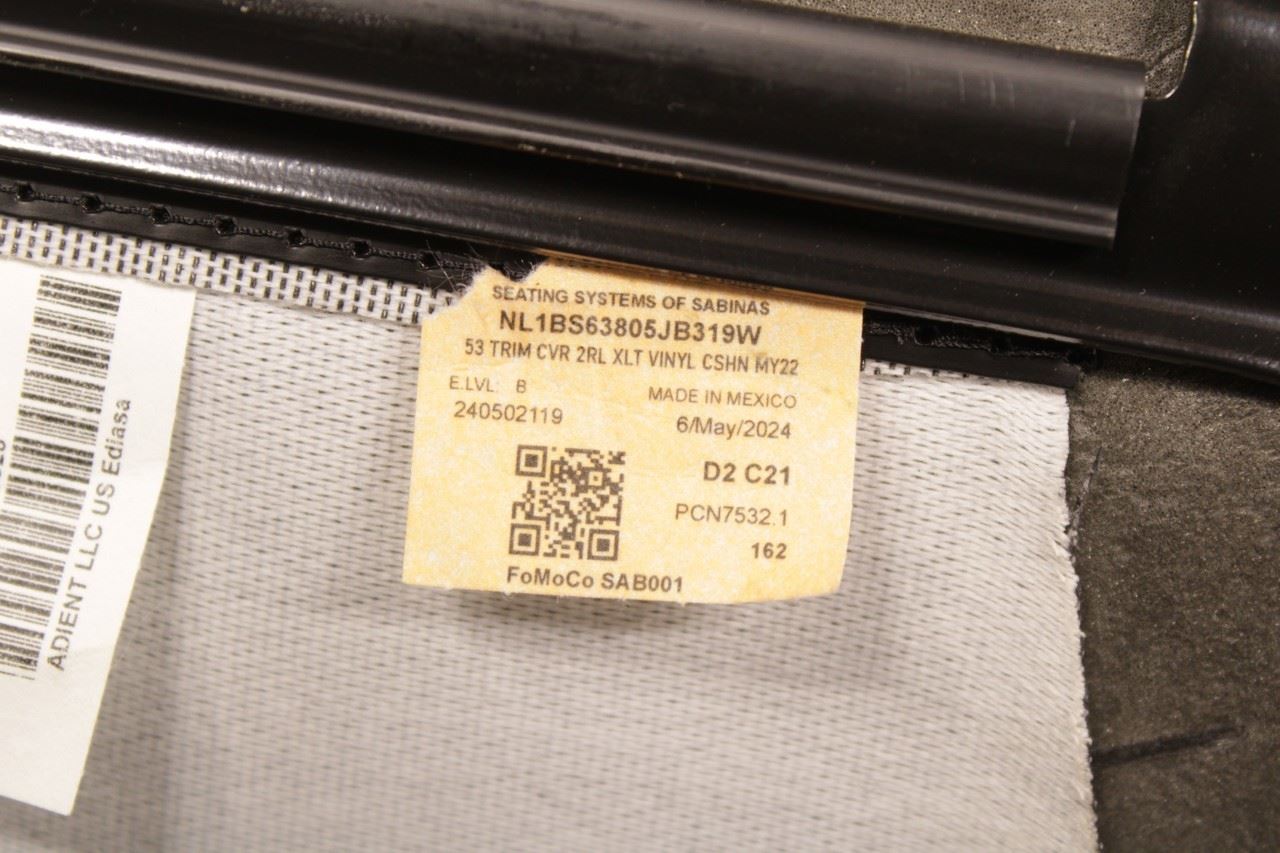 SEATING SYSTEMS OF SABINAS
NL1BS63805JB319W
53 TRIM CVR 2RL XLT VINYL CSHN MY22
E.LVL: B
MADE IN MEXICO
240502119
6/May/2024
D2 C21
PCN7532.1
162
FoMoCo SAB001
ADIENT LLC US Ediasa